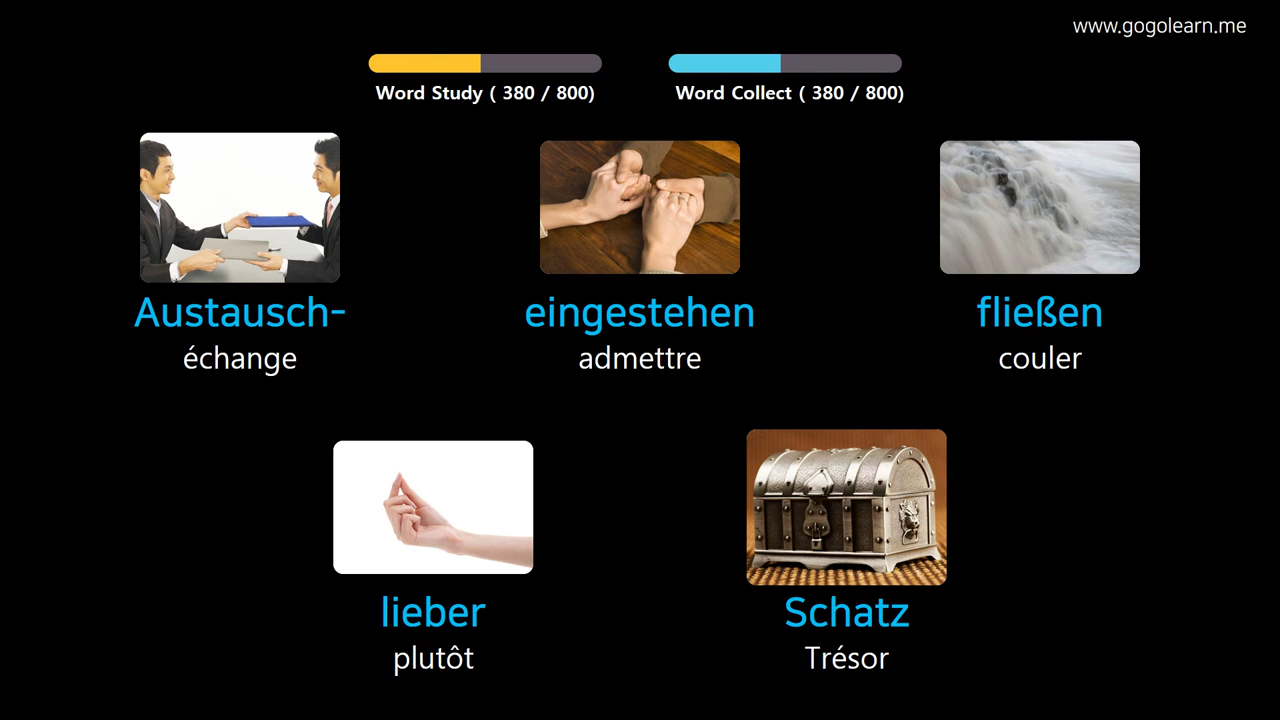 www.gogolearn.me
Word Study ( 380 / 800)
Word Collect ( 380 / 800)
Austausch-
échange
eingestehen
admettre
fließen
couler
lieber
plutôt
Schatz
Trésor